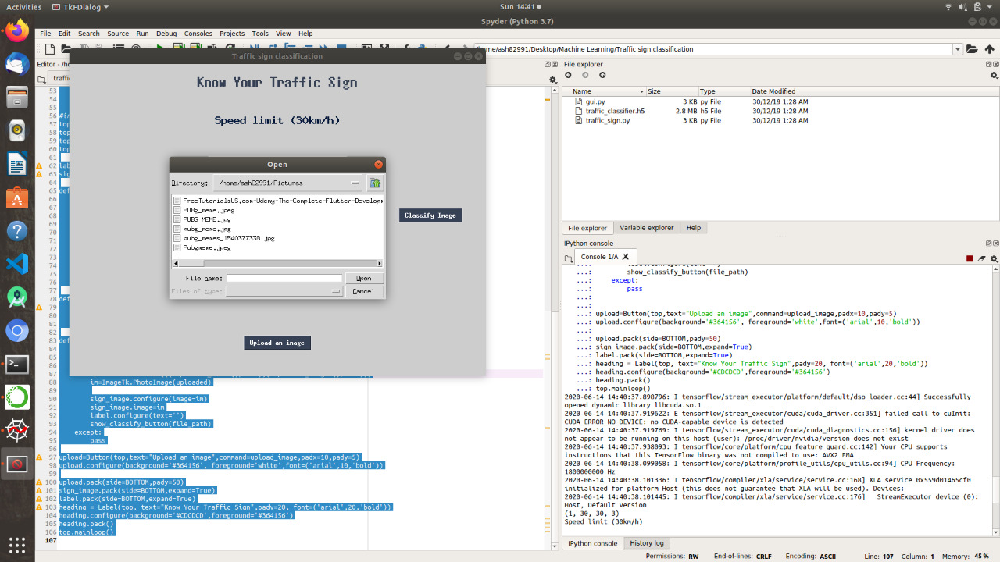 Activities
TkFDialog
Sun 14:41
Spyder (Python 3.7)
File Edit Search Source Run Debug Consoles Projects Tools View Help
/home/ash82991/Desktop/Machine Learning/Traffic sign classification
Traffic sign classification
Know Your Traffic Sign
Speed limit (30km/h)
Open
Directory: /home/ash82991/Pictures
FreeTutorialsUS.com-Udemy-The-Complete-Flutter-Develop
PUBg_meme.jpeg
PUBG_MEME.jpg
pubg_meme.jpg
pubg_memes_1540377338.jpg
Pubgmeme.jpeg
File name: Open
Files of type: Cancel
Classify Image
Upload an image
53
54
55
56
top
top
top
60 top
61
62
63
64
65 def
66
67
68
69
70
71
72
73
74
75
76
77
78 def
79
80
81
82
83 def
84
85
86
87
88 im=ImageTk.PhotoImage(uploaded)
89
90 sign_image.configure(image=im)
91 sign_image.image=im
92 label.configure(text='')
93 show_classify_button(file_path)
94 except:
95 pass
96
97 upload=Button(top,text="Upload an image",command=upload_image,padx=10,pady=5)
98 upload.configure(background='#364156', foreground='white',font=('arial',10,'bold'))
99
100 upload.pack(side=BOTTOM,pady=50)
101 sign_image.pack(side=BOTTOM,expand=True)
102 label.pack(side=BOTTOM,expand=True)
103 heading = Label(top, text="Know Your Traffic Sign",pady=20, font=('arial',20,'bold'))
104 heading.configure(background='#CDCDCD',foreground='#364156')
105 heading.pack()
106 top.mainloop()
107
File explorer
Name Size Type Date Modified
gui.py 3 KB py File 30/12/19 1:28 AM
traffic_classifier.h5 2.8 MB h5 File 30/12/19 1:28 AM
traffic_sign.py 3 KB py File 30/12/19 1:28 AM
File explorer Variable explorer Help
IPython console
Console 1/A
...: show_classify_button(file_path)
...: except:
...: pass
...:
...:
...: upload=Button(top,text="Upload an image",command=upload_image,padx=10,pady=5)
...: upload.configure(background='#364156', foreground='white',font=('arial',10,'bold'))
...:
...: upload.pack(side=BOTTOM,pady=50)
...: sign_image.pack(side=BOTTOM,expand=True)
...: label.pack(side=BOTTOM,expand=True)
...: heading = Label(top, text="Know Your Traffic Sign",pady=20, font=('arial',20,'bold'))
...: heading.configure(background='#CDCDCD',foreground='#364156')
...: heading.pack()
...: top.mainloop()
2020-06-14 14:40:37.898796: I tensorflow/stream_executor/platform/default/dso_loader.cc:44] Successfully
opened dynamic library libcuda.so.1
2020-06-14 14:40:37.919622: E tensorflow/stream_executor/cuda/cuda_driver.cc:351] failed call to cuInit:
CUDA_ERROR_NO_DEVICE: no CUDA-capable device is detected
2020-06-14 14:40:37.919769: I tensorflow/stream_executor/cuda/cuda_diagnostics.cc:156] kernel driver does
not appear to be running on this host (user): /proc/driver/nvidia/version does not exist
2020-06-14 14:40:37.938093: I tensorflow/core/platform/cpu_feature_guard.cc:142] Your CPU supports
instructions that this TensorFlow binary was not compiled to use: AVX2 FMA
2020-06-14 14:40:38.099058: I tensorflow/core/platform/profile_utils/cpu_utils.cc:94] CPU Frequency:
1800000000 Hz
2020-06-14 14:40:38.101336: I tensorflow/compiler/xla/service/service.cc:168] XLA service 0x559d01465cf0
initialized for platform Host (this does not guarantee that XLA will be used). Devices:
2020-06-14 14:40:38.101445: I tensorflow/compiler/xla/service/service.cc:176] StreamExecutor device (0):
Host, Default Version
(1, 30, 30, 3)
Speed limit (30km/h)
IPython console History log
Permissions: RW End-of-lines: CRLF Encoding: ASCII Line: 107 Column: 1 Memory: 45 %